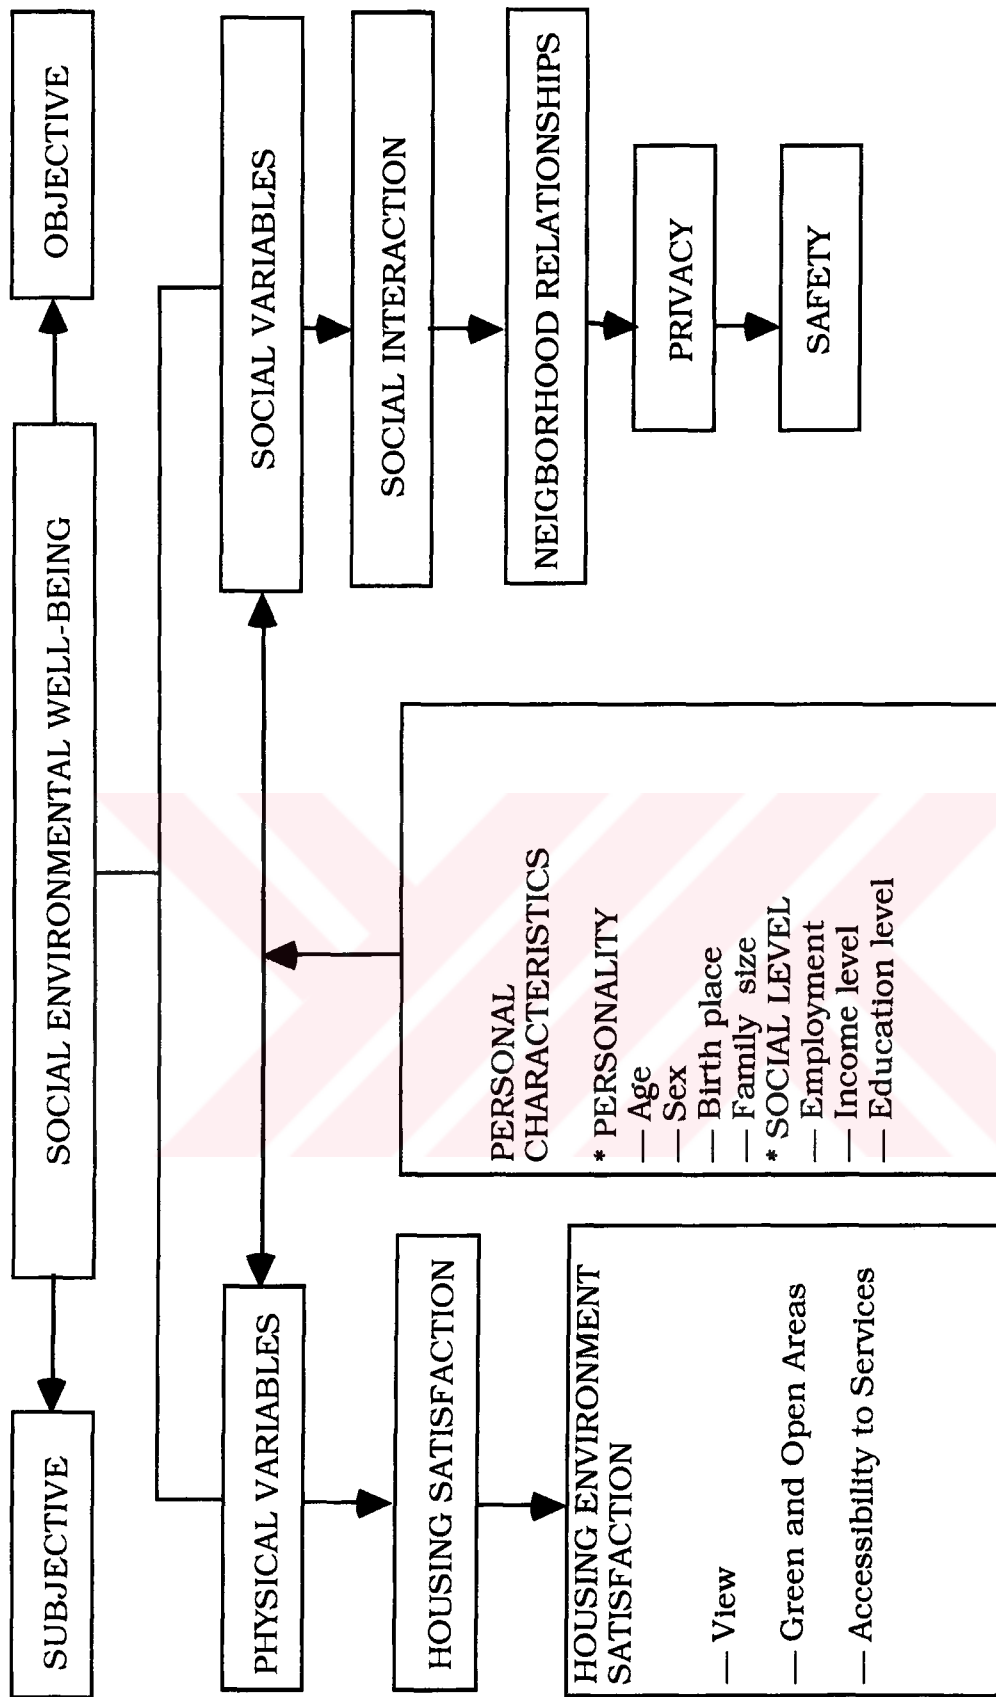 SUBJECTIVE
SOCIAL ENVIRONMENTAL WELL-BEING
OBJECTIVE
PHYSICAL VARIABLES
SOCIAL VARIABLES
HOUSING SATISFACTION
SOCIAL INTERACTION
HOUSING ENVIRONMENT
SATISFACTION
— View
— Green and Open Areas
— Accessibility to Services
PERSONAL
CHARACTERISTICS
* PERSONALITY
— Age
— Sex
— Birth place
— Family size
* SOCIAL LEVEL
— Employment
— Income level
— Education level
NEIGBORHOOD RELATIONSHIPS
PRIVACY
SAFETY